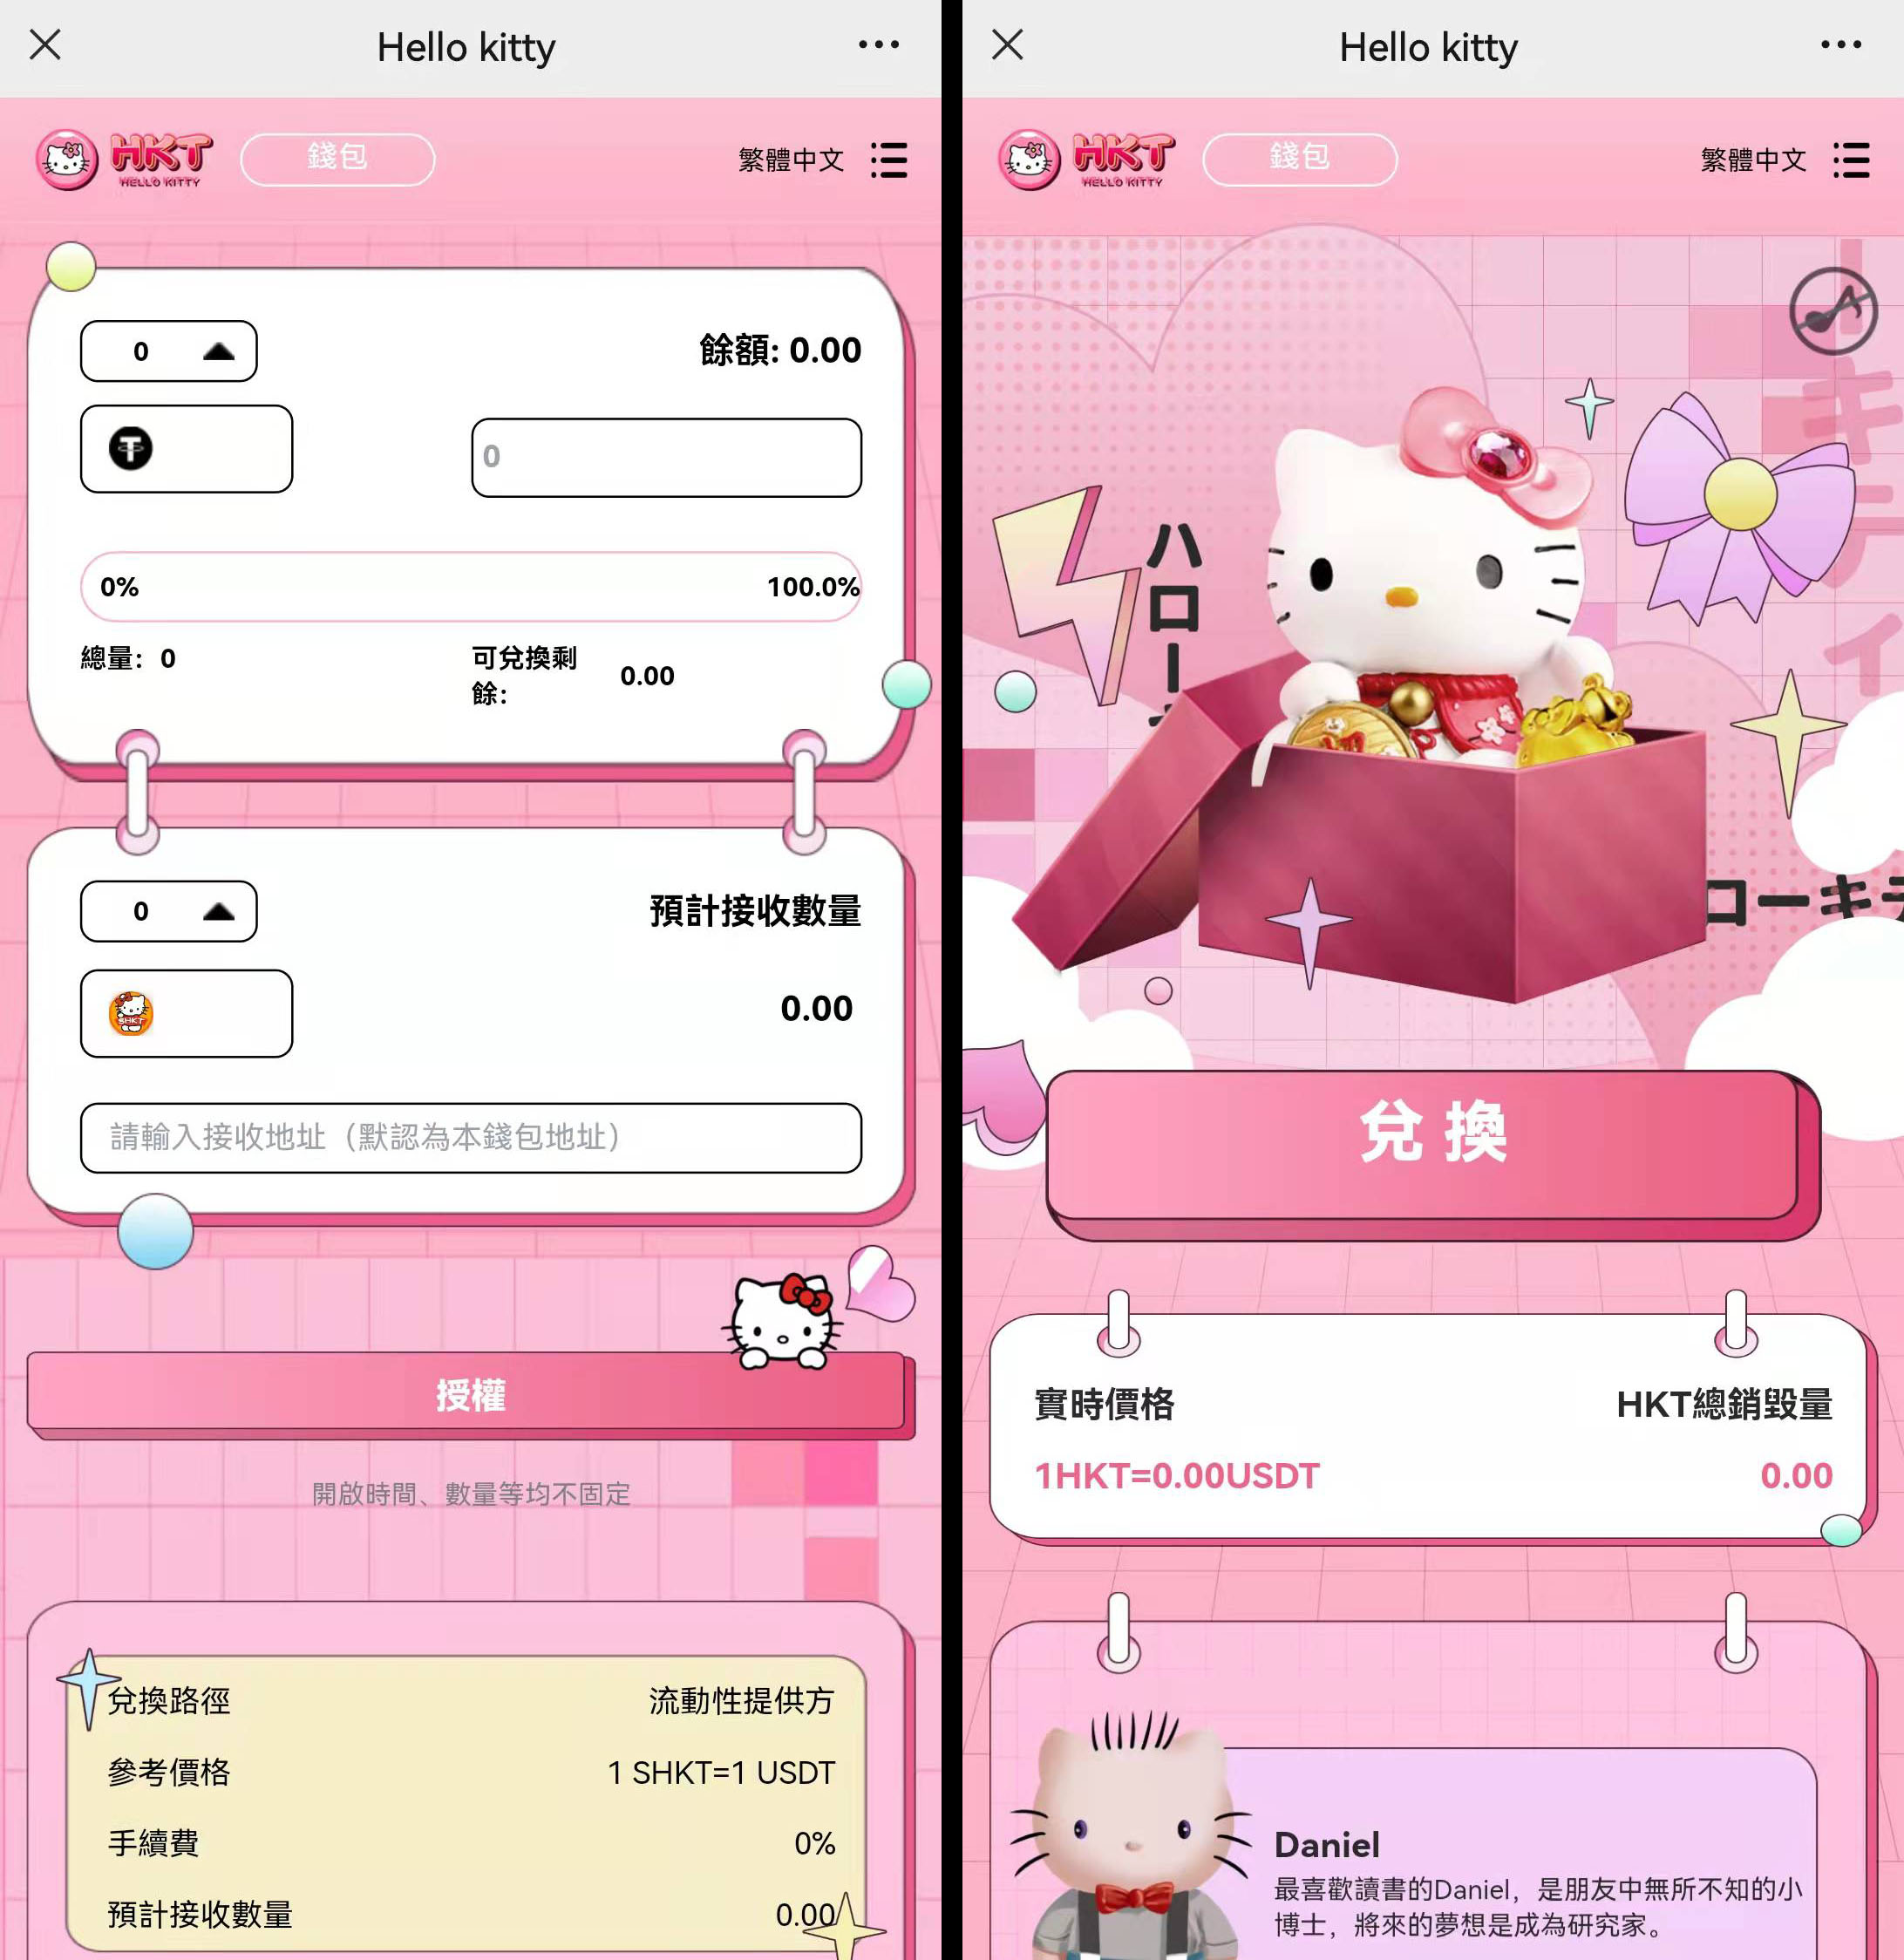 Hello kitty
HKT
HELLO KITTY
錢包
繁體中文
0
餘額: 0.00
0
0%
100.0%
總量: 0
可兌換剩
餘:
0.00
0
預計接收數量
SHKT
0.00
請輸入接收地址（默認為本錢包地址）
授權
開啟時間、數量等均不固定
兌換路徑
流動性提供方
參考價格
1 SHKT=1 USDT
手續費
0%
預計接收數量
0.00
Hello kitty
HKT
HELLO KITTY
錢包
繁體中文
ハロー
キティ
ローキテ
兌換
實時價格
HKT總銷毀量
1HKT=0.00USDT
0.00
Daniel
最喜歡讀書的Daniel，是朋友中無所不知的小
博士，將來的夢想是成為研究家。